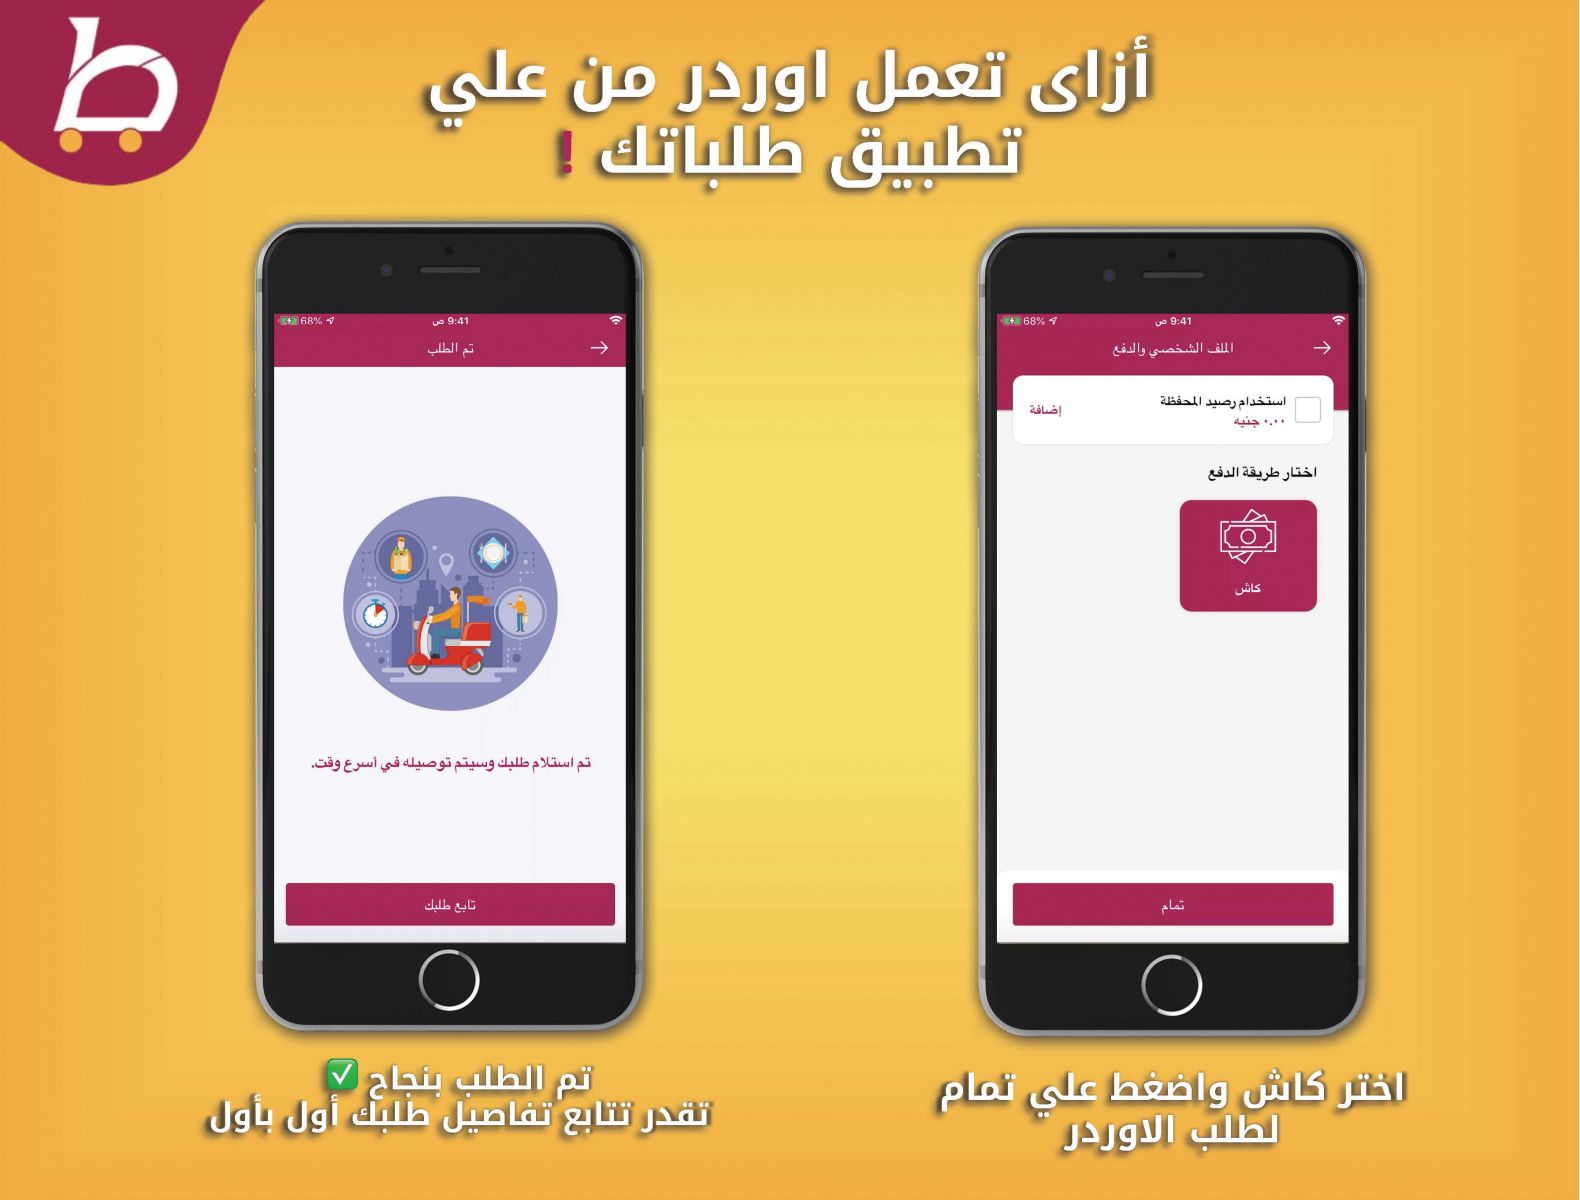 أزاى تعمل اوردر من علي
تطبيق طلباتك !
68%
9:41 ص
الملف الشخصي والدفع
استخدام رصيد المحفظة
٠.٠٠ جنيه
إضافة
اختار طريقة الدفع
كاش
تمام
اختر كاش واضغط علي تمام
لطلب الاوردر
68%
9:41 ص
تم الطلب
تم استلام طلبك وسيتم توصيله في أسرع وقت.
تابع طلبك
تم الطلب بنجاح ✅
تقدر تتابع تفاصيل طلبك أول بأول